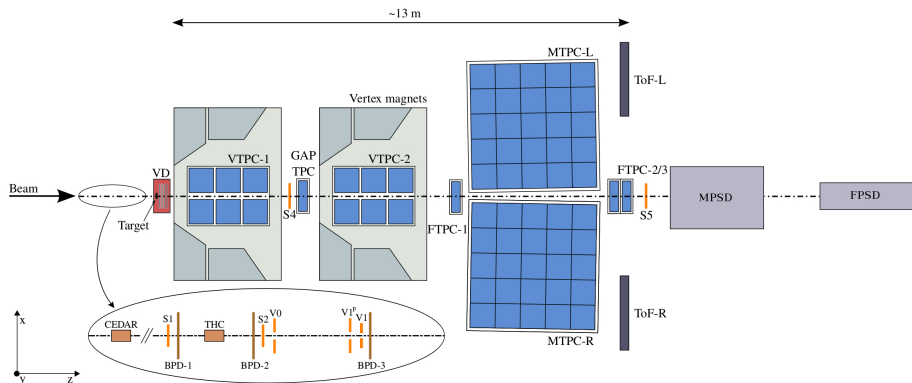 ~13 m
MTPC-L
ToF-L
Vertex magnets
VTPC-1
GAP
TPC
VTPC-2
VD
FTPC-2/3
Beam
Target
S4
FTPC-1
S5
MPSD
FPSD
ToF-R
MTPC-R
CEDAR
S1
THC
S2
V0
V1ᴾ
V1
BPD-1
BPD-2
BPD-3
x
y
z